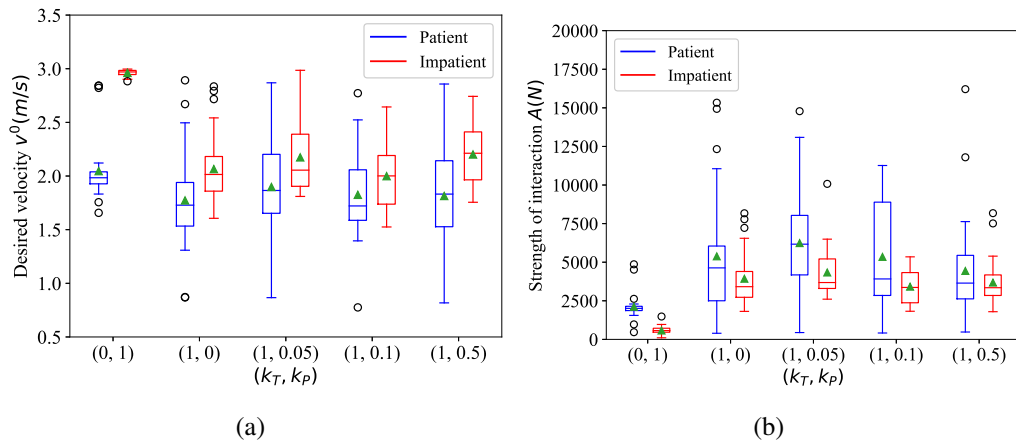 3.5
3.0
2.5
2.0
1.5
1.0
0.5
Desired velocity v⁰(m/s)
Patient
Impatient
(0, 1)
(1, 0)
(1, 0.05)
(1, 0.1)
(1, 0.5)
(k_T, k_P)
(a)
20000
17500
15000
12500
10000
7500
5000
2500
0
Strength of interaction A(N)
Patient
Impatient
(0, 1)
(1, 0)
(1, 0.05)
(1, 0.1)
(1, 0.5)
(k_T, k_P)
(b)